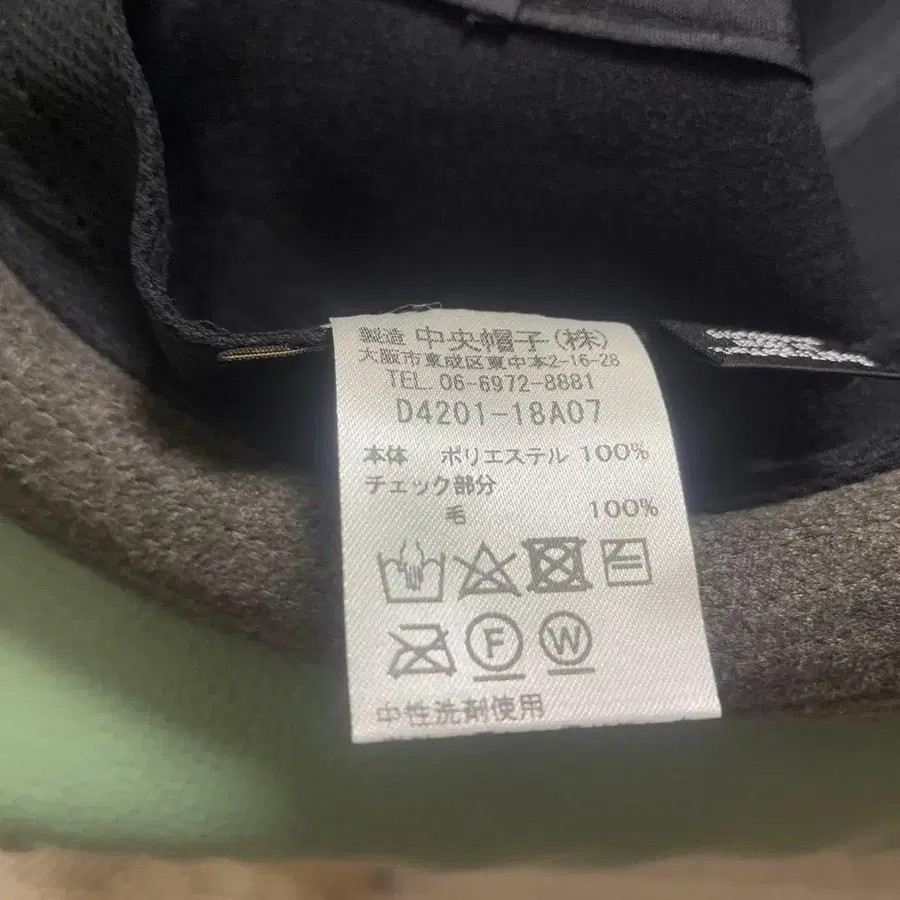 製造 中央帽子(株)
大阪市東成区東中本2-16-28
TEL. 06-6972-8881
D4201-18A07
本体 ポリエステル 100%
チェック部分
毛 100%
F W
中性洗剤使用